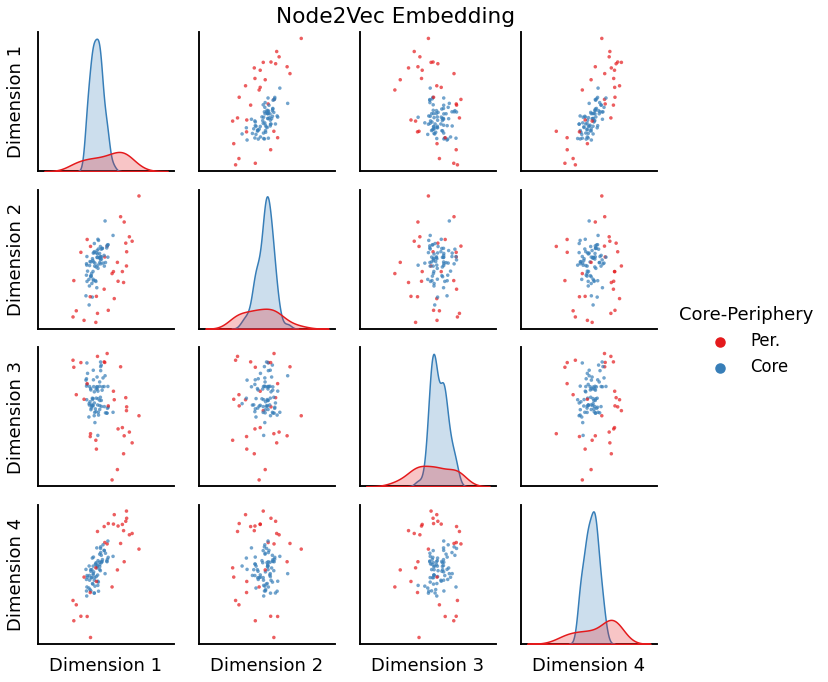 Node2Vec Embedding
Dimension 1
Dimension 2
Dimension 3
Dimension 4
Core-Periphery
Per.
Core
Dimension 1
Dimension 2
Dimension 3
Dimension 4